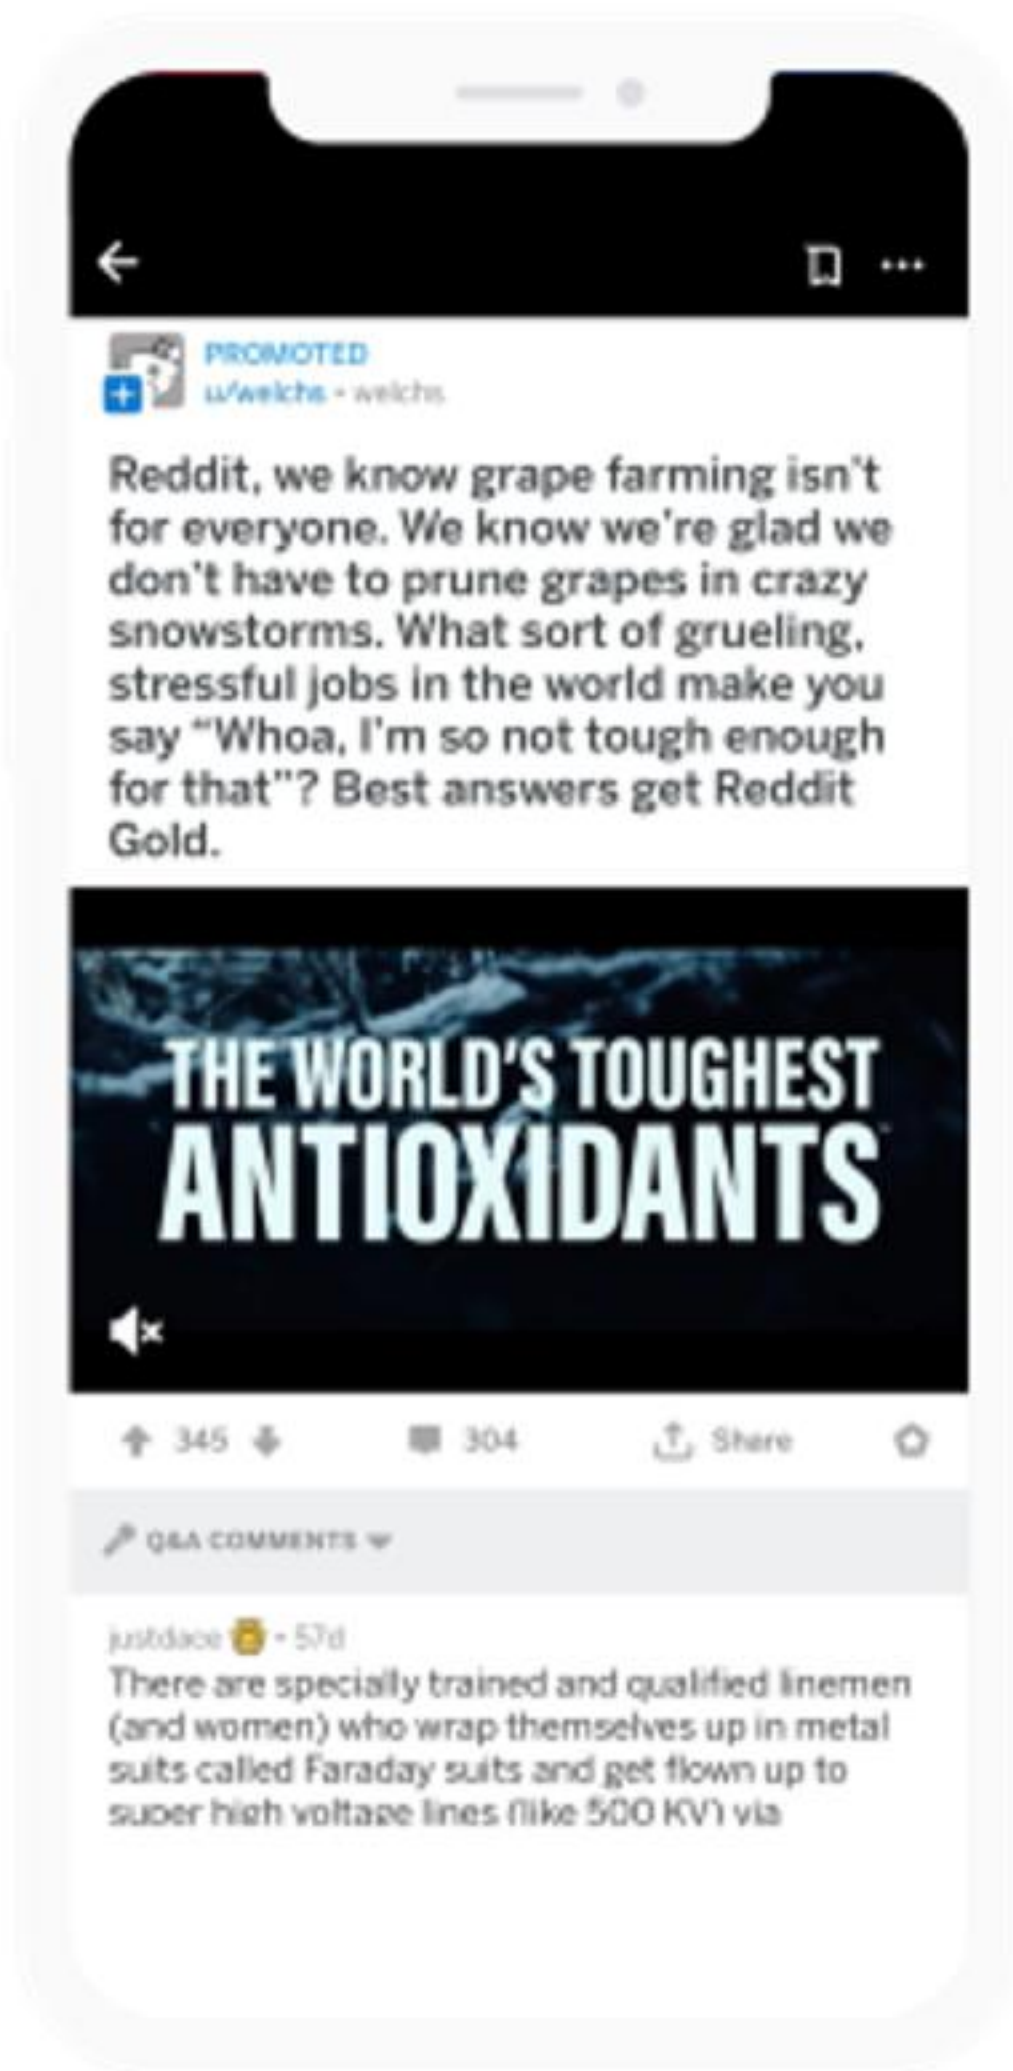 PROMOTED
u/welchs • welchs
Reddit, we know grape farming isn't
for everyone. We know we're glad we
don't have to prune grapes in crazy
snowstorms. What sort of grueling,
stressful jobs in the world make you
say “Whoa, I'm so not tough enough
for that"? Best answers get Reddit
Gold.
THE WORLD'S TOUGHEST
ANTIOXIDANTS™
345
304
Share
Q&A COMMENTS
justdace • 57d
There are specially trained and qualified linemen
(and women) who wrap themselves up in metal
suits called Faraday suits and get flown up to
super high voltage lines (like 500 KV) via